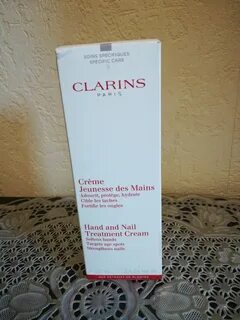 SOINS SPÉCIFIQUES
SPECIFIC CARE
CLARINS
PARIS
Crème
Jeunesse des Mains
Adoucit, protège, hydrate
Cible les taches
Fortifie les ongles
Hand and Nail
Treatment Cream
Softens hands
Targets age spots
Strengthens nails